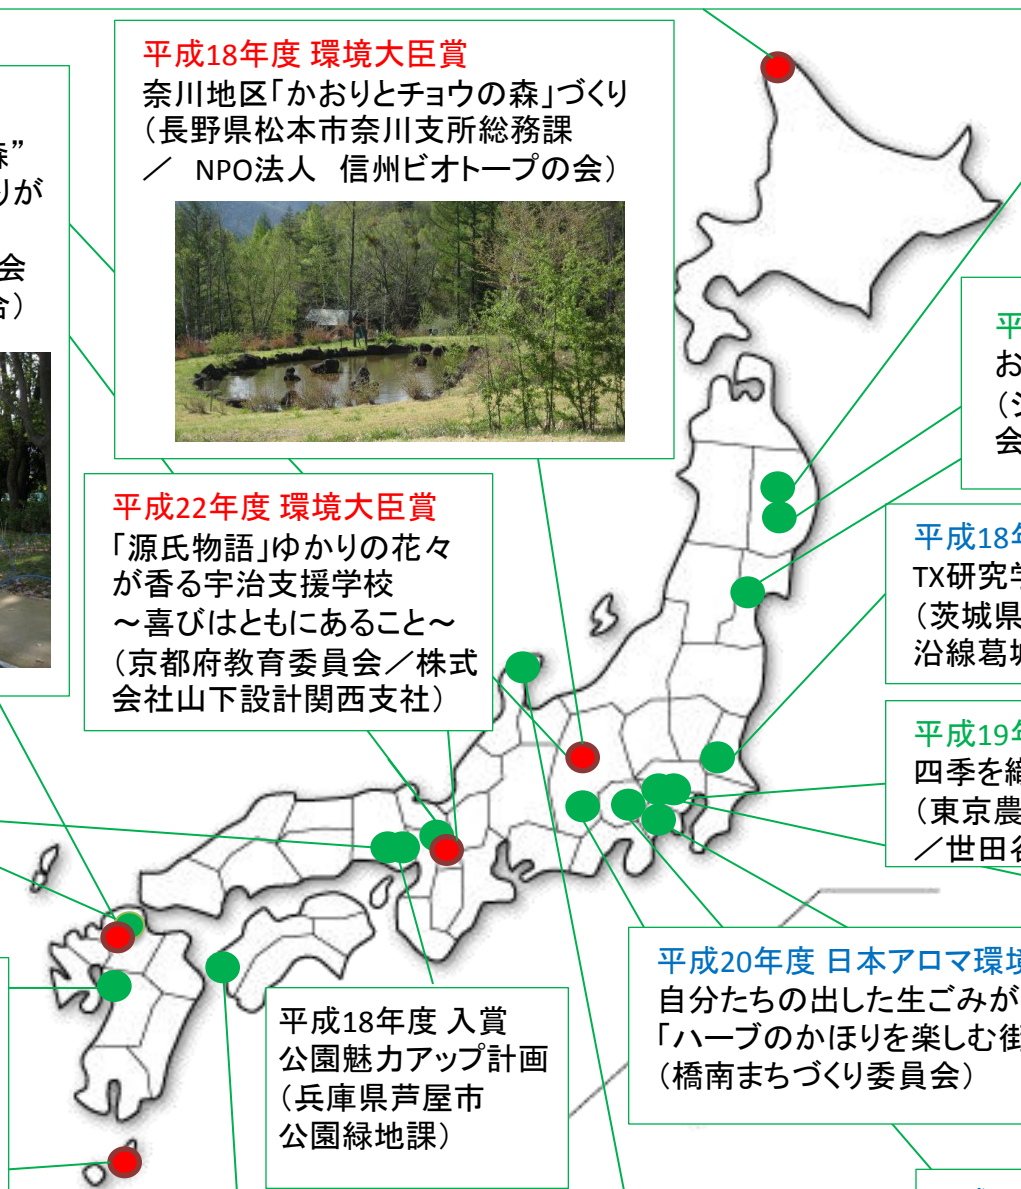 森”
りが
会
合）
平成18年度 環境大臣賞
奈川地区「かおりとチョウの森」づくり
（長野県松本市奈川支所総務課
／ NPO法人 信州ビオトープの会）
平成22年度 環境大臣賞
「源氏物語」ゆかりの花々
が香る宇治支援学校
～喜びはともにあること～
（京都府教育委員会／株式
会社山下設計関西支社）
平
お
会
平成18年
TX研究学
（茨城県
沿線葛城
平成19年
四季を織
（東京農
／世田谷
平成20年度 日本アロマ環境
自分たちの出した生ごみが
「ハーブのかほりを楽しむ街
（橋南まちづくり委員会）
平成18年度 入賞
公園魅力アップ計画
（兵庫県芦屋市
公園緑地課）